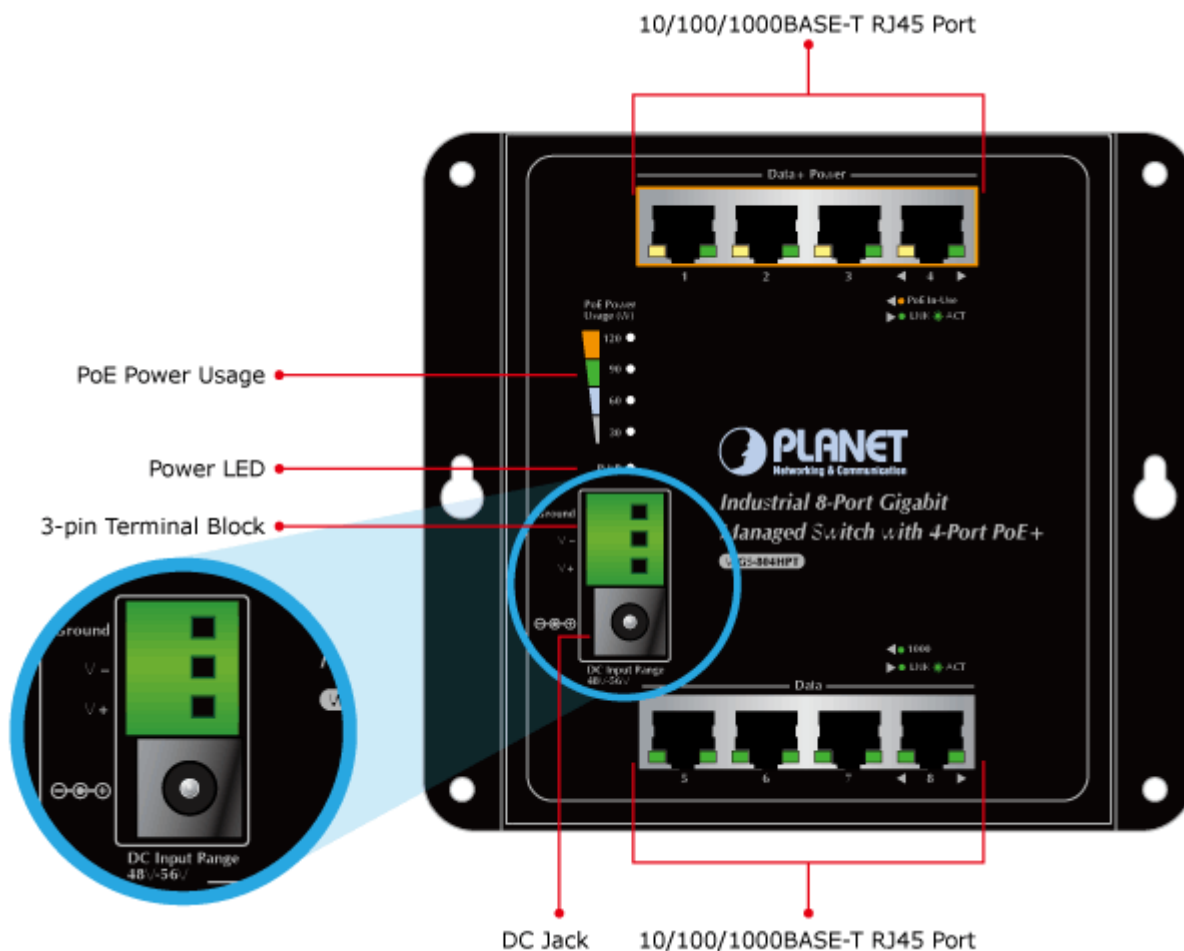 10/100/1000BASE-T RJ45 Port
Data+ Power
1 2 3 4
PoE In-Use
LNK ACT
PoE Power
Usage (W)
120
90
60
30
PoE Power Usage
Power LED
3-pin Terminal Block
PLANET
Networking & Communication
Industrial 8-Port Gigabit
Managed Switch with 4-Port PoE+
WGS-804HPT
Ground
V -
V +
DC Input Range
48V-56V
1000
LNK ACT
Data
5 6 7 8
Ground
V -
V +
DC Input Range
48V-56V
DC Jack
10/100/1000BASE-T RJ45 Port